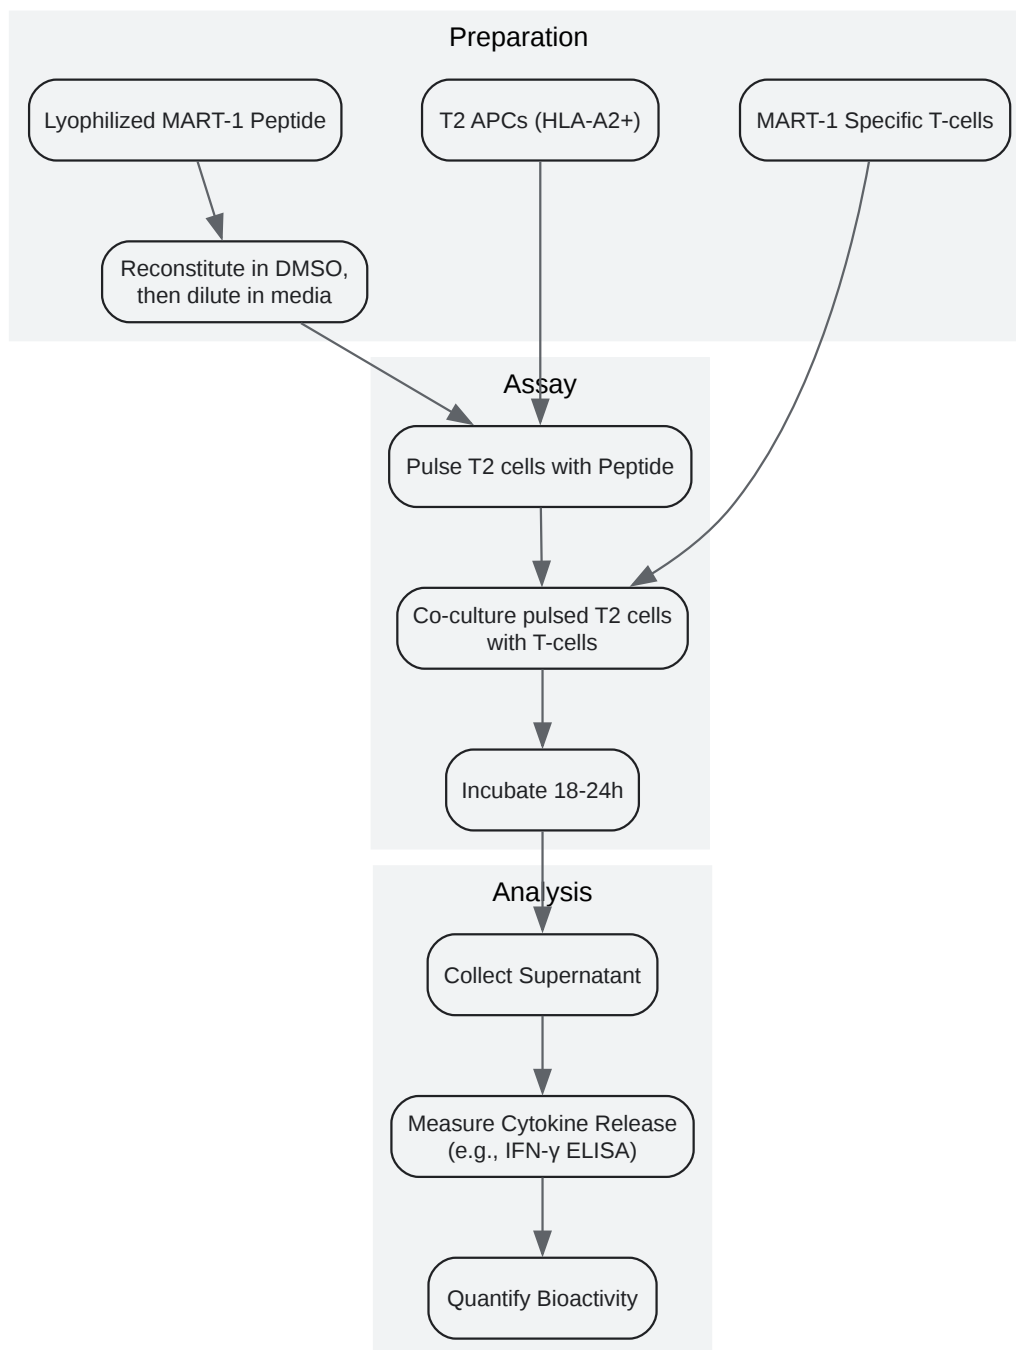 Preparation
Lyophilized MART-1 Peptide
T2 APCs (HLA-A2+)
MART-1 Specific T-cells
Reconstitute in DMSO,
then dilute in media
Assay
Pulse T2 cells with Peptide
Co-culture pulsed T2 cells
with T-cells
Incubate 18-24h
Analysis
Collect Supernatant
Measure Cytokine Release
(e.g., IFN-γ ELISA)
Quantify Bioactivity